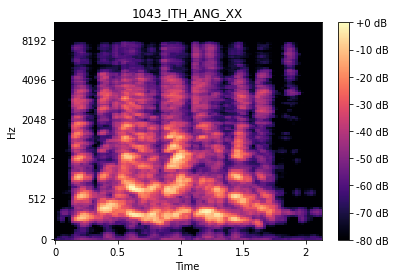 1043_ITH_ANG_XX
8192
4096
2048
1024
512
0
Hz
0
0.5
1
1.5
2
Time
+0 dB
-10 dB
-20 dB
-30 dB
-40 dB
-50 dB
-60 dB
-70 dB
-80 dB